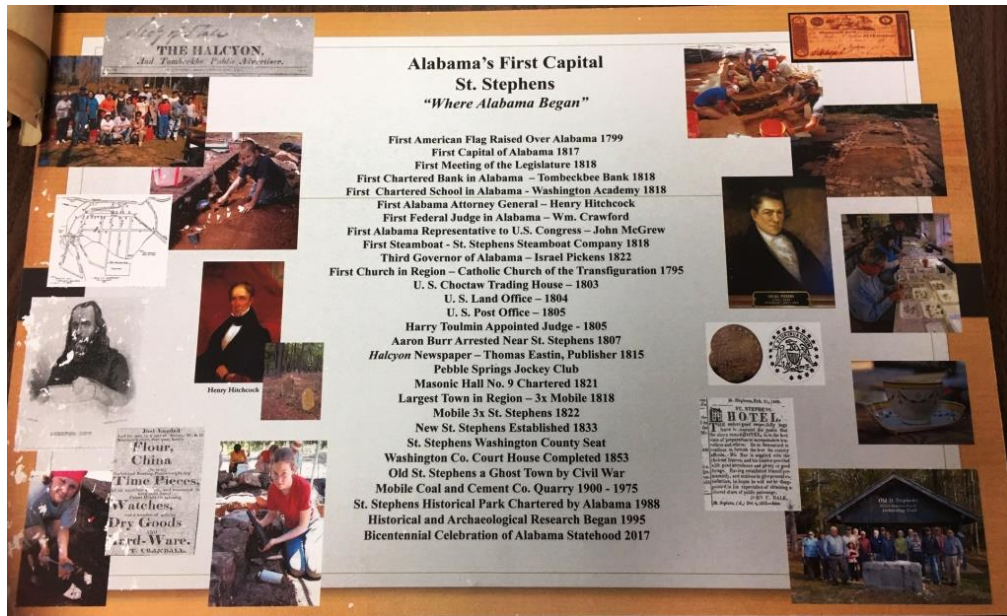 THE HALCYON,
And Tombeckbe Public Advertiser.
Alabama's First Capital
St. Stephens
"Where Alabama Began"
First American Flag Raised Over Alabama 1799
First Capital of Alabama 1817
First Meeting of the Legislature 1818
First Chartered Bank in Alabama – Tombeckbee Bank 1818
First Chartered School in Alabama - Washington Academy 1818
First Alabama Attorney General – Henry Hitchcock
First Federal Judge in Alabama – Wm. Crawford
First Alabama Representative to U.S. Congress – John McGrew
First Steamboat - St. Stephens Steamboat Company 1818
Third Governor of Alabama – Israel Pickens 1822
First Church in Region – Catholic Church of the Transfiguration 1795
U. S. Choctaw Trading House – 1803
U. S. Land Office – 1804
U. S. Post Office – 1805
Harry Toulmin Appointed Judge - 1805
Aaron Burr Arrested Near St. Stephens 1807
Halcyon Newspaper – Thomas Eastin, Publisher 1815
Pebble Springs Jockey Club
Masonic Hall No. 9 Chartered 1821
Largest Town in Region – 3x Mobile 1818
Mobile 3x St. Stephens 1822
New St. Stephens Established 1833
St. Stephens Washington County Seat
Washington Co. Court House Completed 1853
Old St. Stephens a Ghost Town by Civil War
Mobile Coal and Cement Co. Quarry 1900 - 1975
St. Stephens Historical Park Chartered by Alabama 1988
Historical and Archaeological Research Began 1995
Bicentennial Celebration of Alabama Statehood 2017
Henry Hitchcock
Just Landed
Flour,
China
Time Pieces,
Watches,
Dry Goods
ard-Ware.
CRANDALL.
ST. STEPHENS
HOTEL.
Old St. Stephens